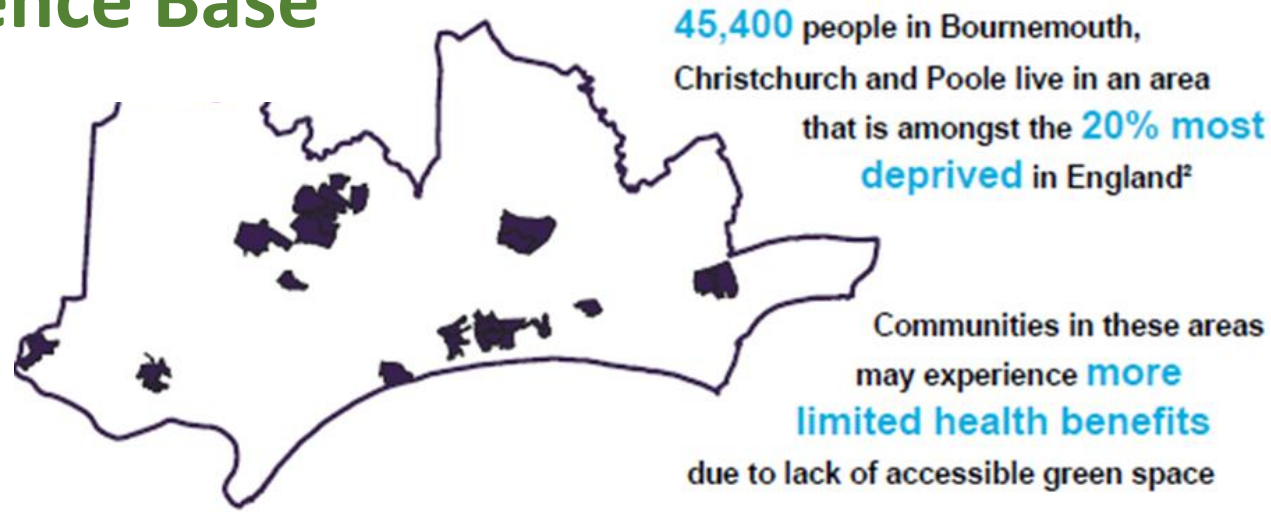 ence Base
45,400 people in Bournemouth,
Christchurch and Poole live in an area
that is amongst the 20% most
deprived in England²
Communities in these areas
may experience more
limited health benefits
due to lack of accessible green space